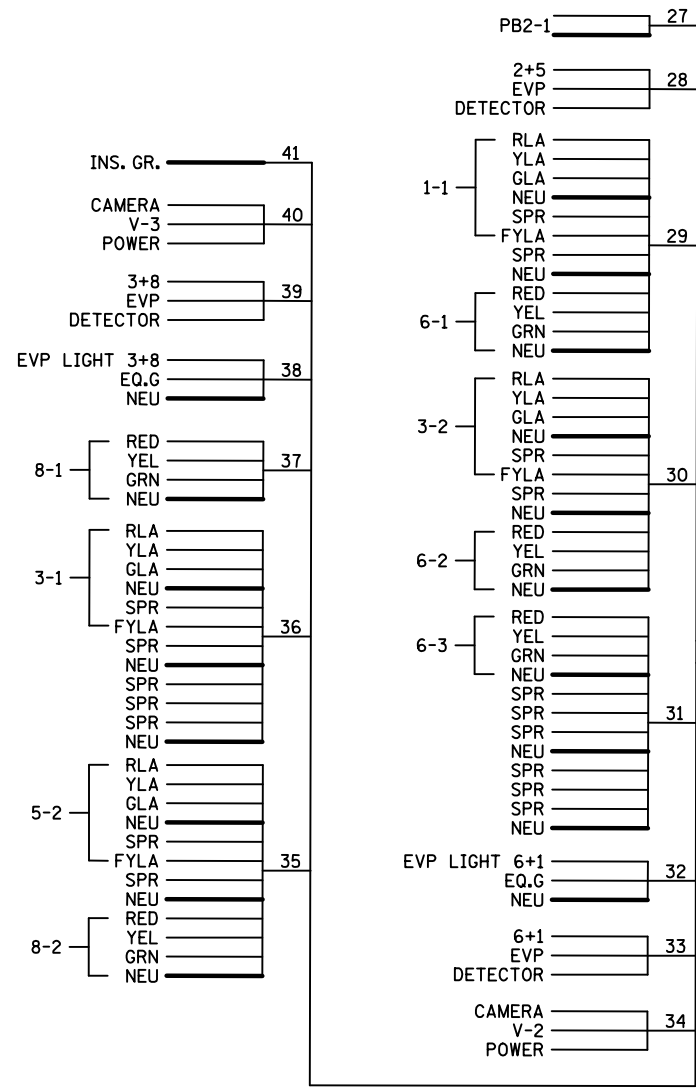 INS. GR. 41
CAMERA
V-3 40
POWER
3+8
EVP 39
DETECTOR
EVP LIGHT 3+8
EQ.G 38
NEU
8-1
RED
YEL 37
GRN
NEU
3-1
RLA
YLA
GLA
NEU
SPR
FYLA 36
SPR
NEU
SPR
SPR
SPR
NEU
5-2
RLA
YLA
GLA
NEU
SPR
FYLA 35
SPR
NEU
8-2
RED
YEL
GRN
NEU
PB2-1 27
2+5
EVP 28
DETECTOR
1-1
RLA
YLA
GLA
NEU
SPR
FYLA 29
SPR
NEU
6-1
RED
YEL
GRN
NEU
3-2
RLA
YLA
GLA
NEU
SPR
FYLA 30
SPR
NEU
6-2
RED
YEL
GRN
NEU
6-3
RED
YEL
GRN
NEU
SPR
SPR 31
SPR
NEU
SPR
SPR
SPR
NEU
EVP LIGHT 6+1
EQ.G 32
NEU
6+1
EVP 33
DETECTOR
CAMERA
V-2 34
POWER